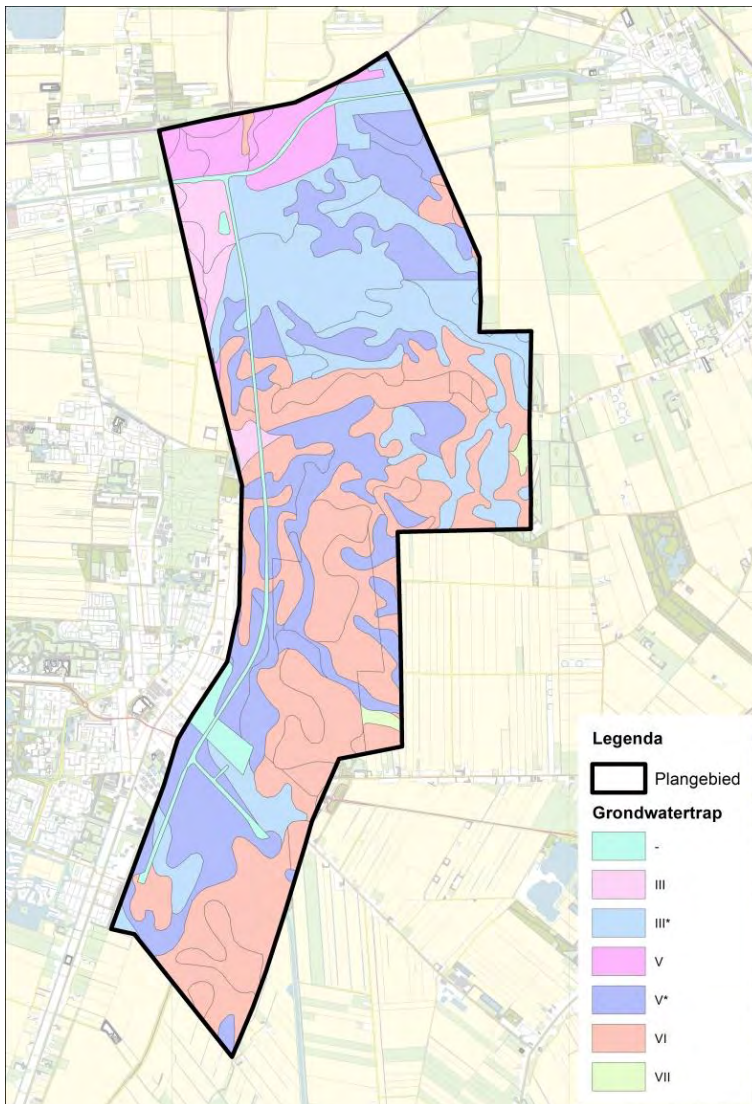 Legenda
Plangebied
Grondwatertrap
-
III
III*
V
V*
VI
VII